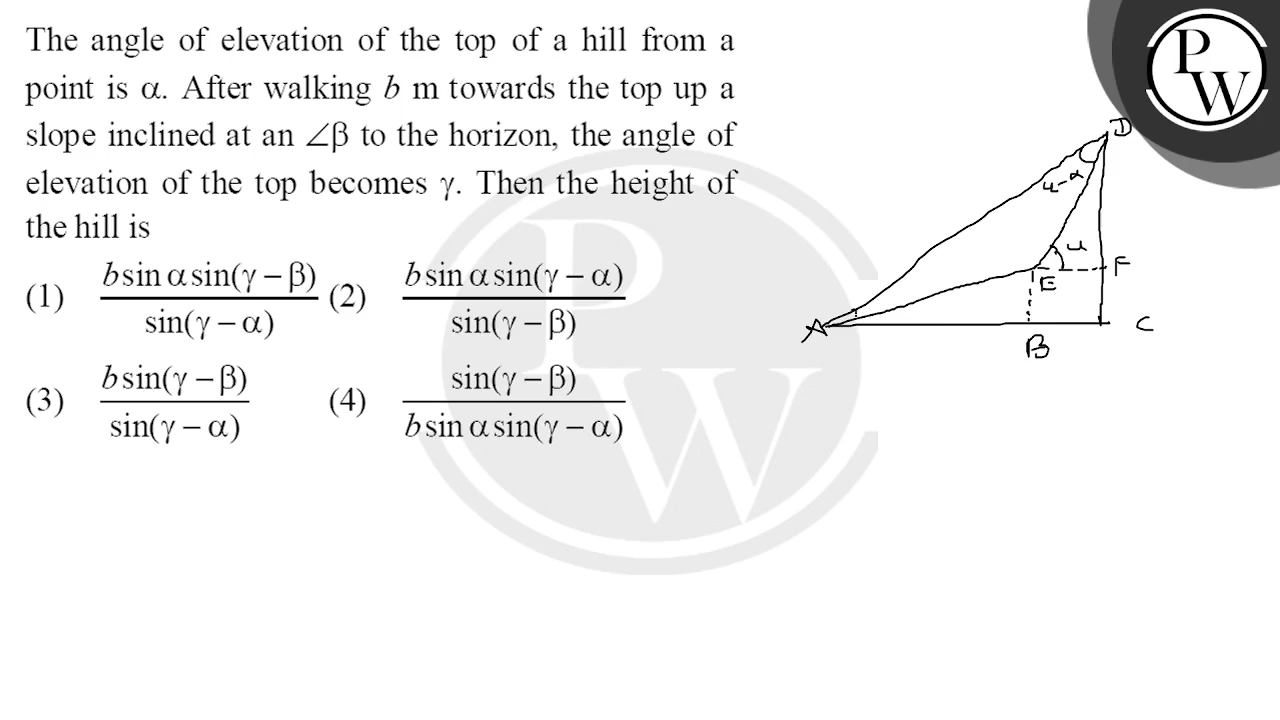 The angle of elevation of the top of a hill from a
point is α. After walking b m towards the top up a
slope inclined at an ∠β to the horizon, the angle of
elevation of the top becomes γ. Then the height of
the hill is
(1) b sin α sin(γ − β) / sin(γ − α) (2) b sin α sin(γ − α) / sin(γ − β)
(3) b sin(γ − β) / sin(γ − α) (4) sin(γ − β) / b sin α sin(γ − α)
P
W
D
F
E
A
B
C
PW